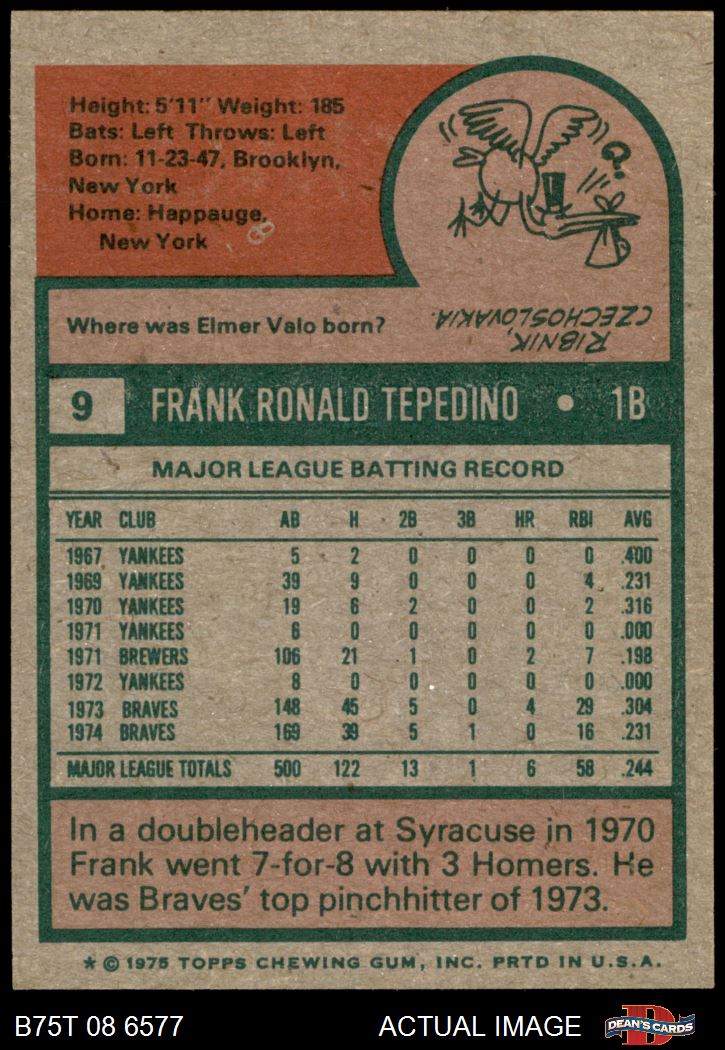 Height: 5'11" Weight: 185
Bats: Left Throws: Left
Born: 11-23-47, Brooklyn,
New York
Home: Happauge,
New York
Where was Elmer Valo born?
RIBNIK,
CZECHOSLOVAKIA.
9 FRANK RONALD TEPEDINO • 1B
MAJOR LEAGUE BATTING RECORD
YEAR CLUB AB H 2B 3B HR RBI AVG
1967 YANKEES 5 2 0 0 0 0 .400
1969 YANKEES 39 9 0 0 0 4 .231
1970 YANKEES 19 6 2 0 0 2 .316
1971 YANKEES 6 0 0 0 0 0 .000
1971 BREWERS 106 21 1 0 2 7 .198
1972 YANKEES 8 0 0 0 0 0 .000
1973 BRAVES 148 45 5 0 4 29 .304
1974 BRAVES 169 39 5 1 0 16 .231
MAJOR LEAGUE TOTALS 500 122 13 1 6 58 .244
In a doubleheader at Syracuse in 1970
Frank went 7-for-8 with 3 Homers. He
was Braves' top pinchhitter of 1973.
* © 1975 TOPPS CHEWING GUM, INC. PRTD IN U.S.A.
B75T 08 6577 ACTUAL IMAGE DEAN'S CARDS